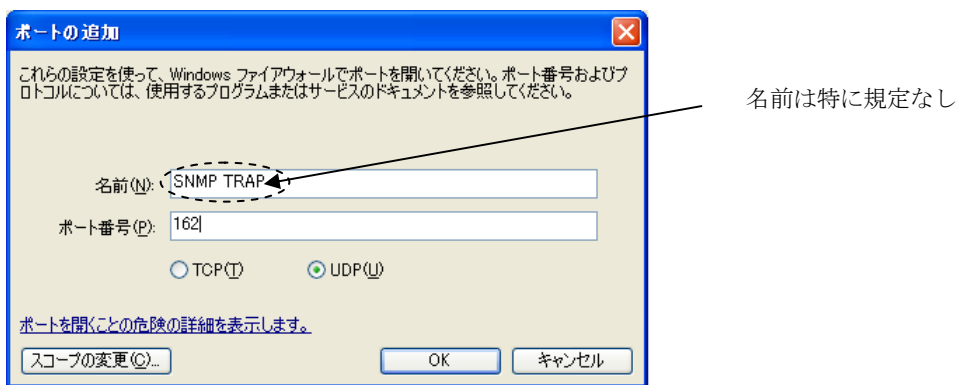 ポートの追加
これらの設定を使って、Windows ファイアウォールでポートを開いてください。ポート番号およびプ
ロトコルについては、使用するプログラムまたはサービスのドキュメントを参照してください。
名前は特に規定なし
名前(N): SNMP TRAP
ポート番号(P): 162
TCP(T) UDP(U)
ポートを開くことの危険の詳細を表示します。
スコープの変更(C)... OK キャンセル